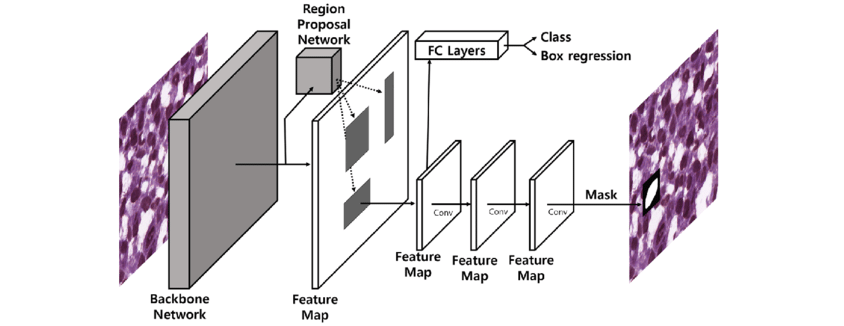 Region
Proposal
Network
FC Layers
Class
Box regression
Conv
Conv
Conv
Mask
Feature
Map
Feature
Map
Feature
Map
Backbone
Network
Feature
Map